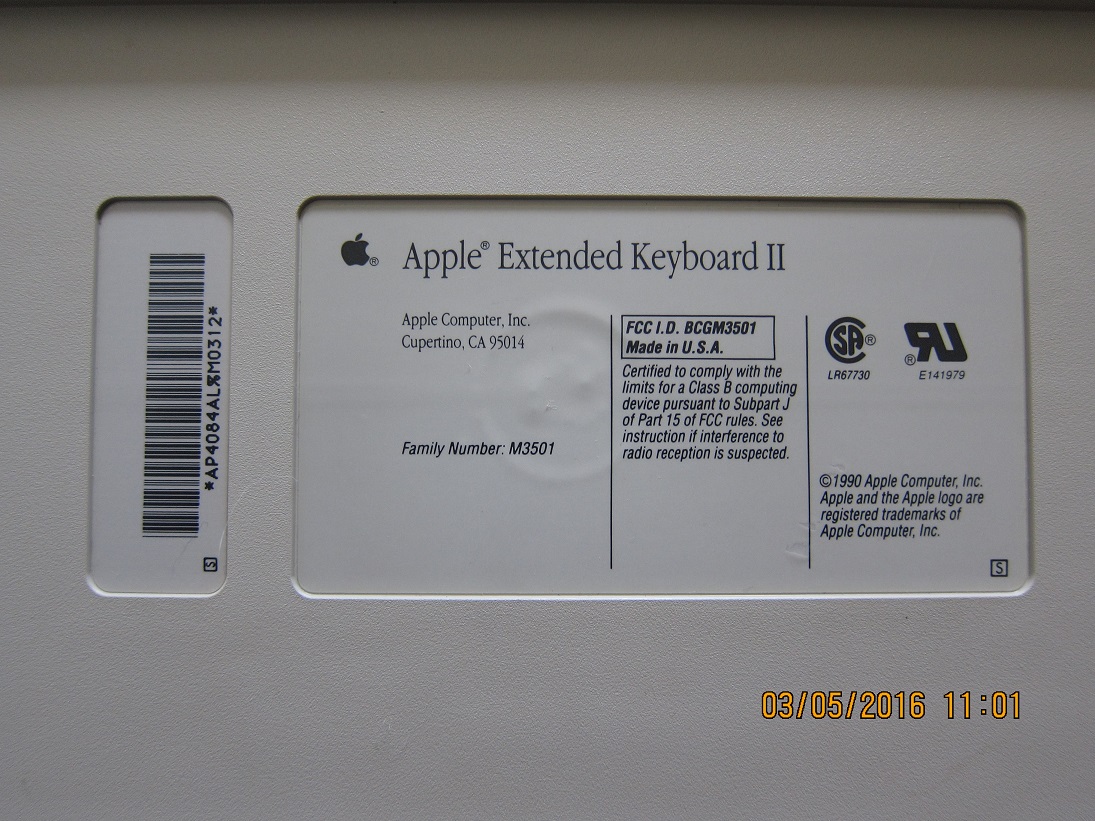 *AP4084AL%M0312*
S
Apple® Extended Keyboard II
Apple Computer, Inc.
Cupertino, CA 95014
Family Number: M3501
FCC I.D. BCGM3501
Made in U.S.A.
Certified to comply with the
limits for a Class B computing
device pursuant to Subpart J
of Part 15 of FCC rules. See
instruction if interference to
radio reception is suspected.
SA®
LR67730
®RU
E141979
©1990 Apple Computer, Inc.
Apple and the Apple logo are
registered trademarks of
Apple Computer, Inc.
S
03/05/2016 11:01